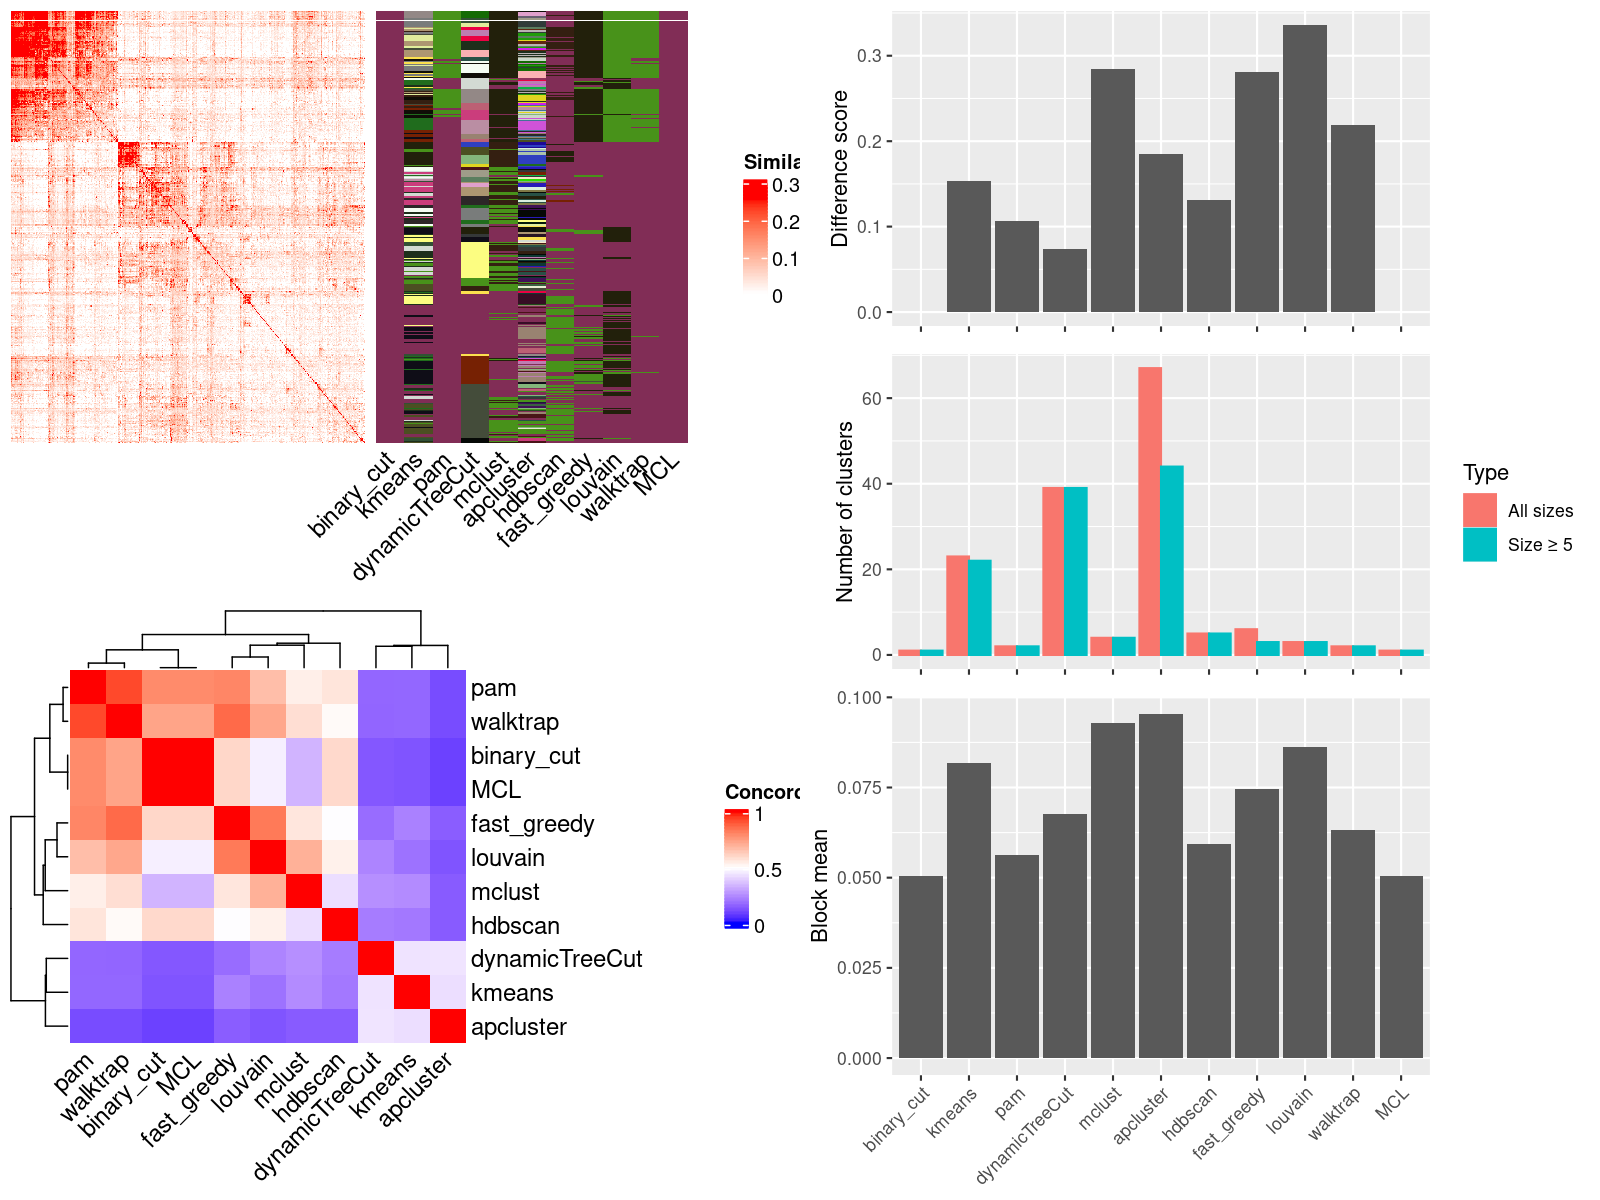 Simila
0.3
0.2
0.1
0
binary_cut
kmeans
pam
dynamicTreeCut
mclust
apcluster
hdbscan
fast_greedy
louvain
walktrap
MCL
pam
walktrap
binary_cut
MCL
fast_greedy
louvain
mclust
hdbscan
dynamicTreeCut
kmeans
apcluster
Concord
1
0.5
0
pam
walktrap
binary_cut
MCL
fast_greedy
louvain
mclust
hdbscan
dynamicTreeCut
kmeans
apcluster
Difference score
0.3
0.2
0.1
0.0
Number of clusters
60
40
20
0
Type
All sizes
Size ≥ 5
Block mean
0.100
0.075
0.050
0.025
0.000
binary_cut
kmeans
pam
dynamicTreeCut
mclust
apcluster
hdbscan
fast_greedy
louvain
walktrap
MCL